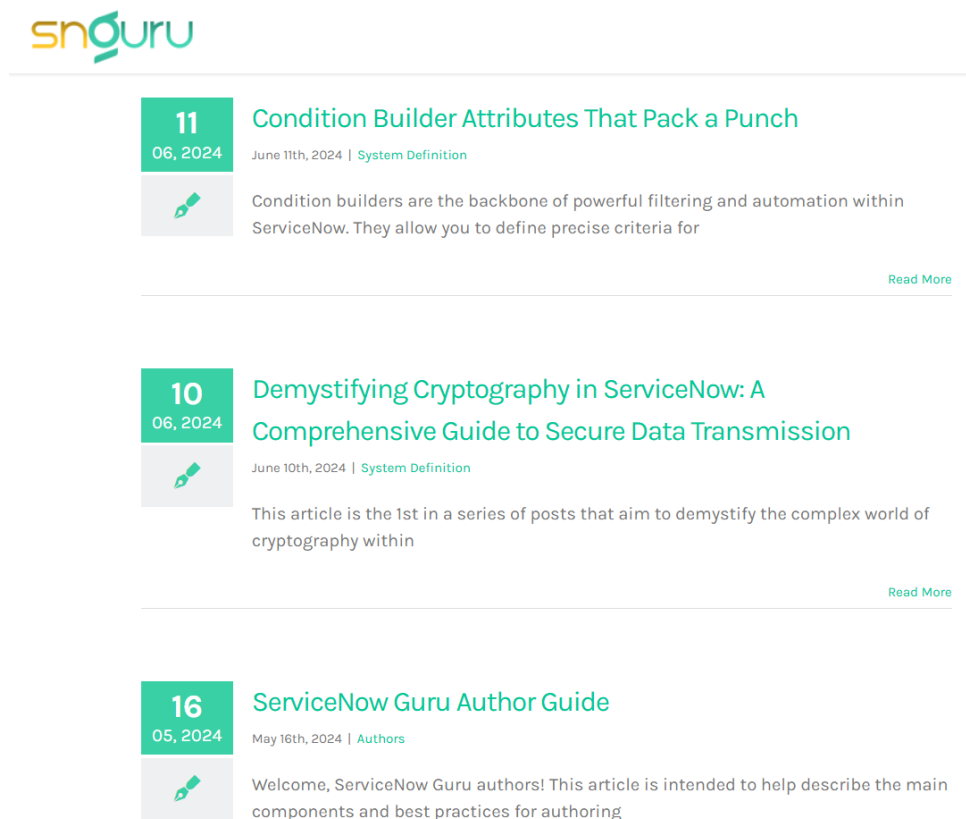 snguru
11
06, 2024
Condition Builder Attributes That Pack a Punch
June 11th, 2024 | System Definition
Condition builders are the backbone of powerful filtering and automation within
ServiceNow. They allow you to define precise criteria for
Read More
10
06, 2024
Demystifying Cryptography in ServiceNow: A
Comprehensive Guide to Secure Data Transmission
June 10th, 2024 | System Definition
This article is the 1st in a series of posts that aim to demystify the complex world of
cryptography within
Read More
16
05, 2024
ServiceNow Guru Author Guide
May 16th, 2024 | Authors
Welcome, ServiceNow Guru authors! This article is intended to help describe the main
components and best practices for authoring